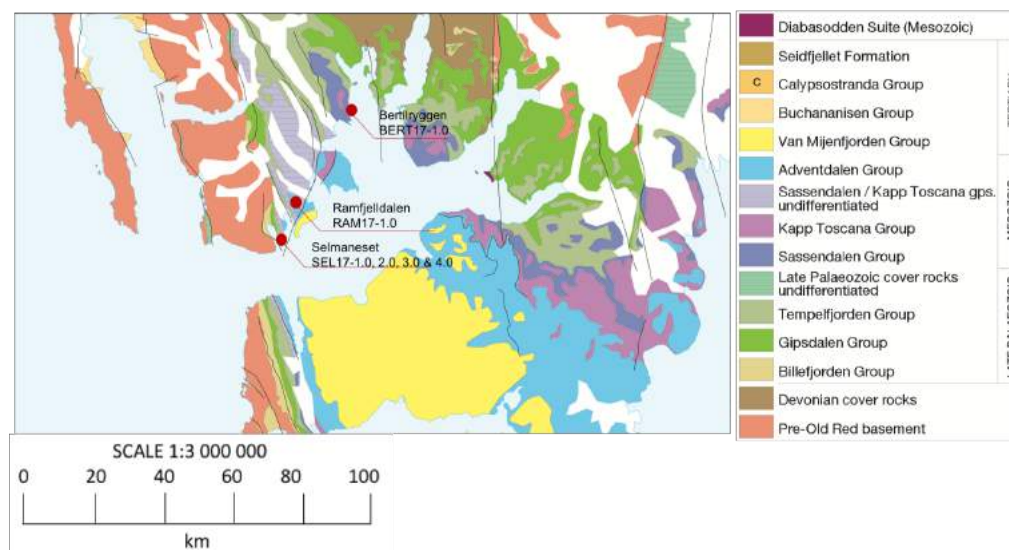 Bertilryggen
BERT17-1.0
Ramfjelldalen
RAM17-1.0
Selmaneset
SEL17-1.0, 2.0, 3.0 & 4.0
Diabasodden Suite (Mesozoic)
Seidfjellet Formation
C
Calypsostranda Group
Buchananisen Group
Van Mijenfjorden Group
Adventdalen Group
Sassendalen / Kapp Toscana gps.
undifferentiated
Kapp Toscana Group
Sassendalen Group
Late Palaeozoic cover rocks
undifferentiated
Tempelfjorden Group
Gipsdalen Group
Billefjorden Group
Devonian cover rocks
Pre-Old Red basement
SCALE 1:3 000 000
0 20 40 60 80 100
km